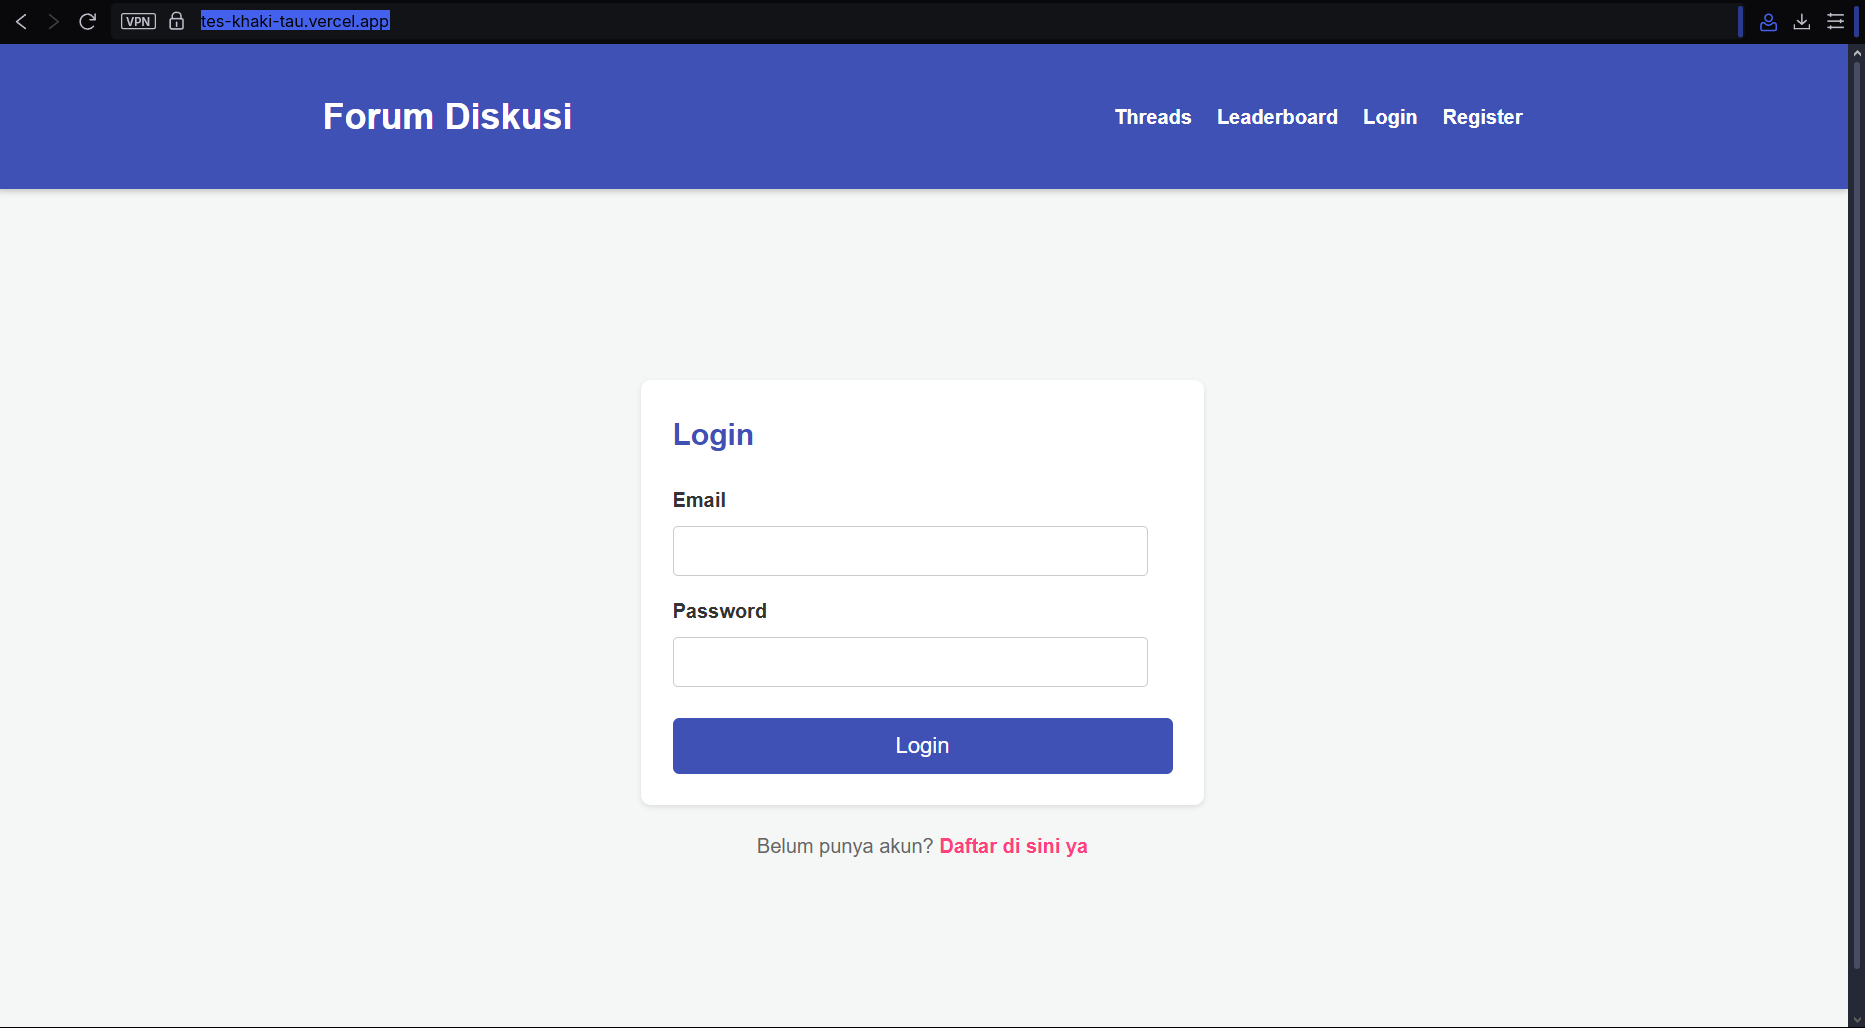 VPN tes-khaki-tau.vercel.app
Forum Diskusi
Threads Leaderboard Login Register
Login
Email
Password
Login
Belum punya akun? Daftar di sini ya